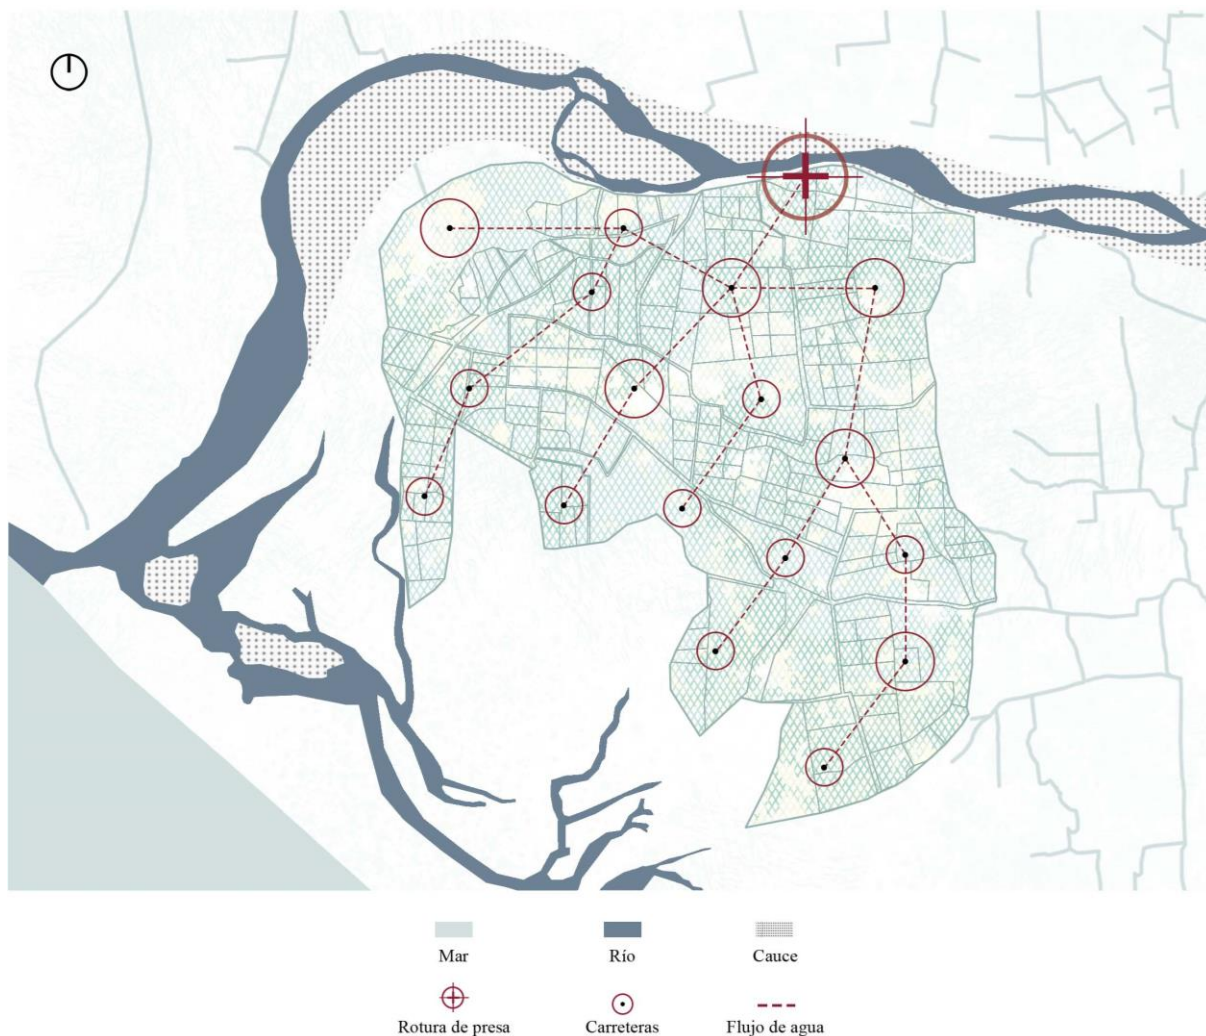 Mar
Río
Cauce
Rotura de presa
Carreteras
Flujo de agua